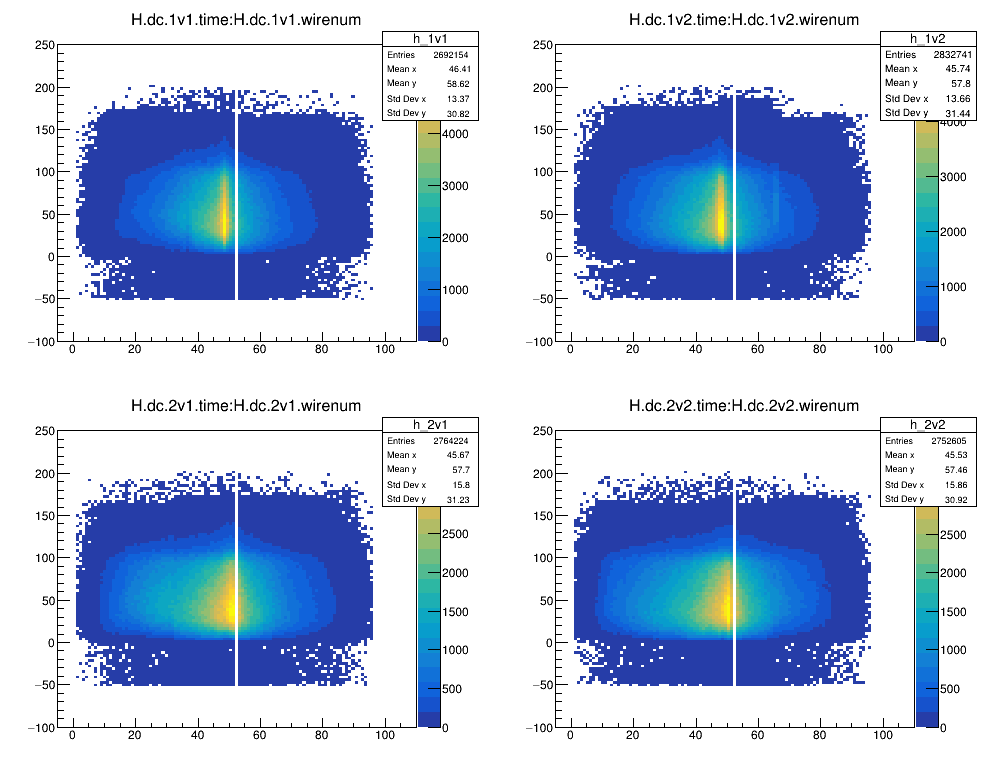 H.dc.1v1.time:H.dc.1v1.wirenum
h_1v1
Entries 2692154
Mean x 46.41
Mean y 58.62
Std Dev x 13.37
Std Dev y 30.82
250
200
150
100
50
0
−50
−100
0 20 40 60 80 100
4000
3000
2000
1000
0
H.dc.1v2.time:H.dc.1v2.wirenum
h_1v2
Entries 2832741
Mean x 45.74
Mean y 57.8
Std Dev x 13.66
Std Dev y 31.44
250
200
150
100
50
0
−50
−100
0 20 40 60 80 100
4000
3000
2000
1000
0
H.dc.2v1.time:H.dc.2v1.wirenum
h_2v1
Entries 2764224
Mean x 45.67
Mean y 57.7
Std Dev x 15.8
Std Dev y 31.23
250
200
150
100
50
0
−50
−100
0 20 40 60 80 100
2500
2000
1500
1000
500
0
H.dc.2v2.time:H.dc.2v2.wirenum
h_2v2
Entries 2752605
Mean x 45.53
Mean y 57.46
Std Dev x 15.86
Std Dev y 30.92
250
200
150
100
50
0
−50
−100
0 20 40 60 80 100
2500
2000
1500
1000
500
0